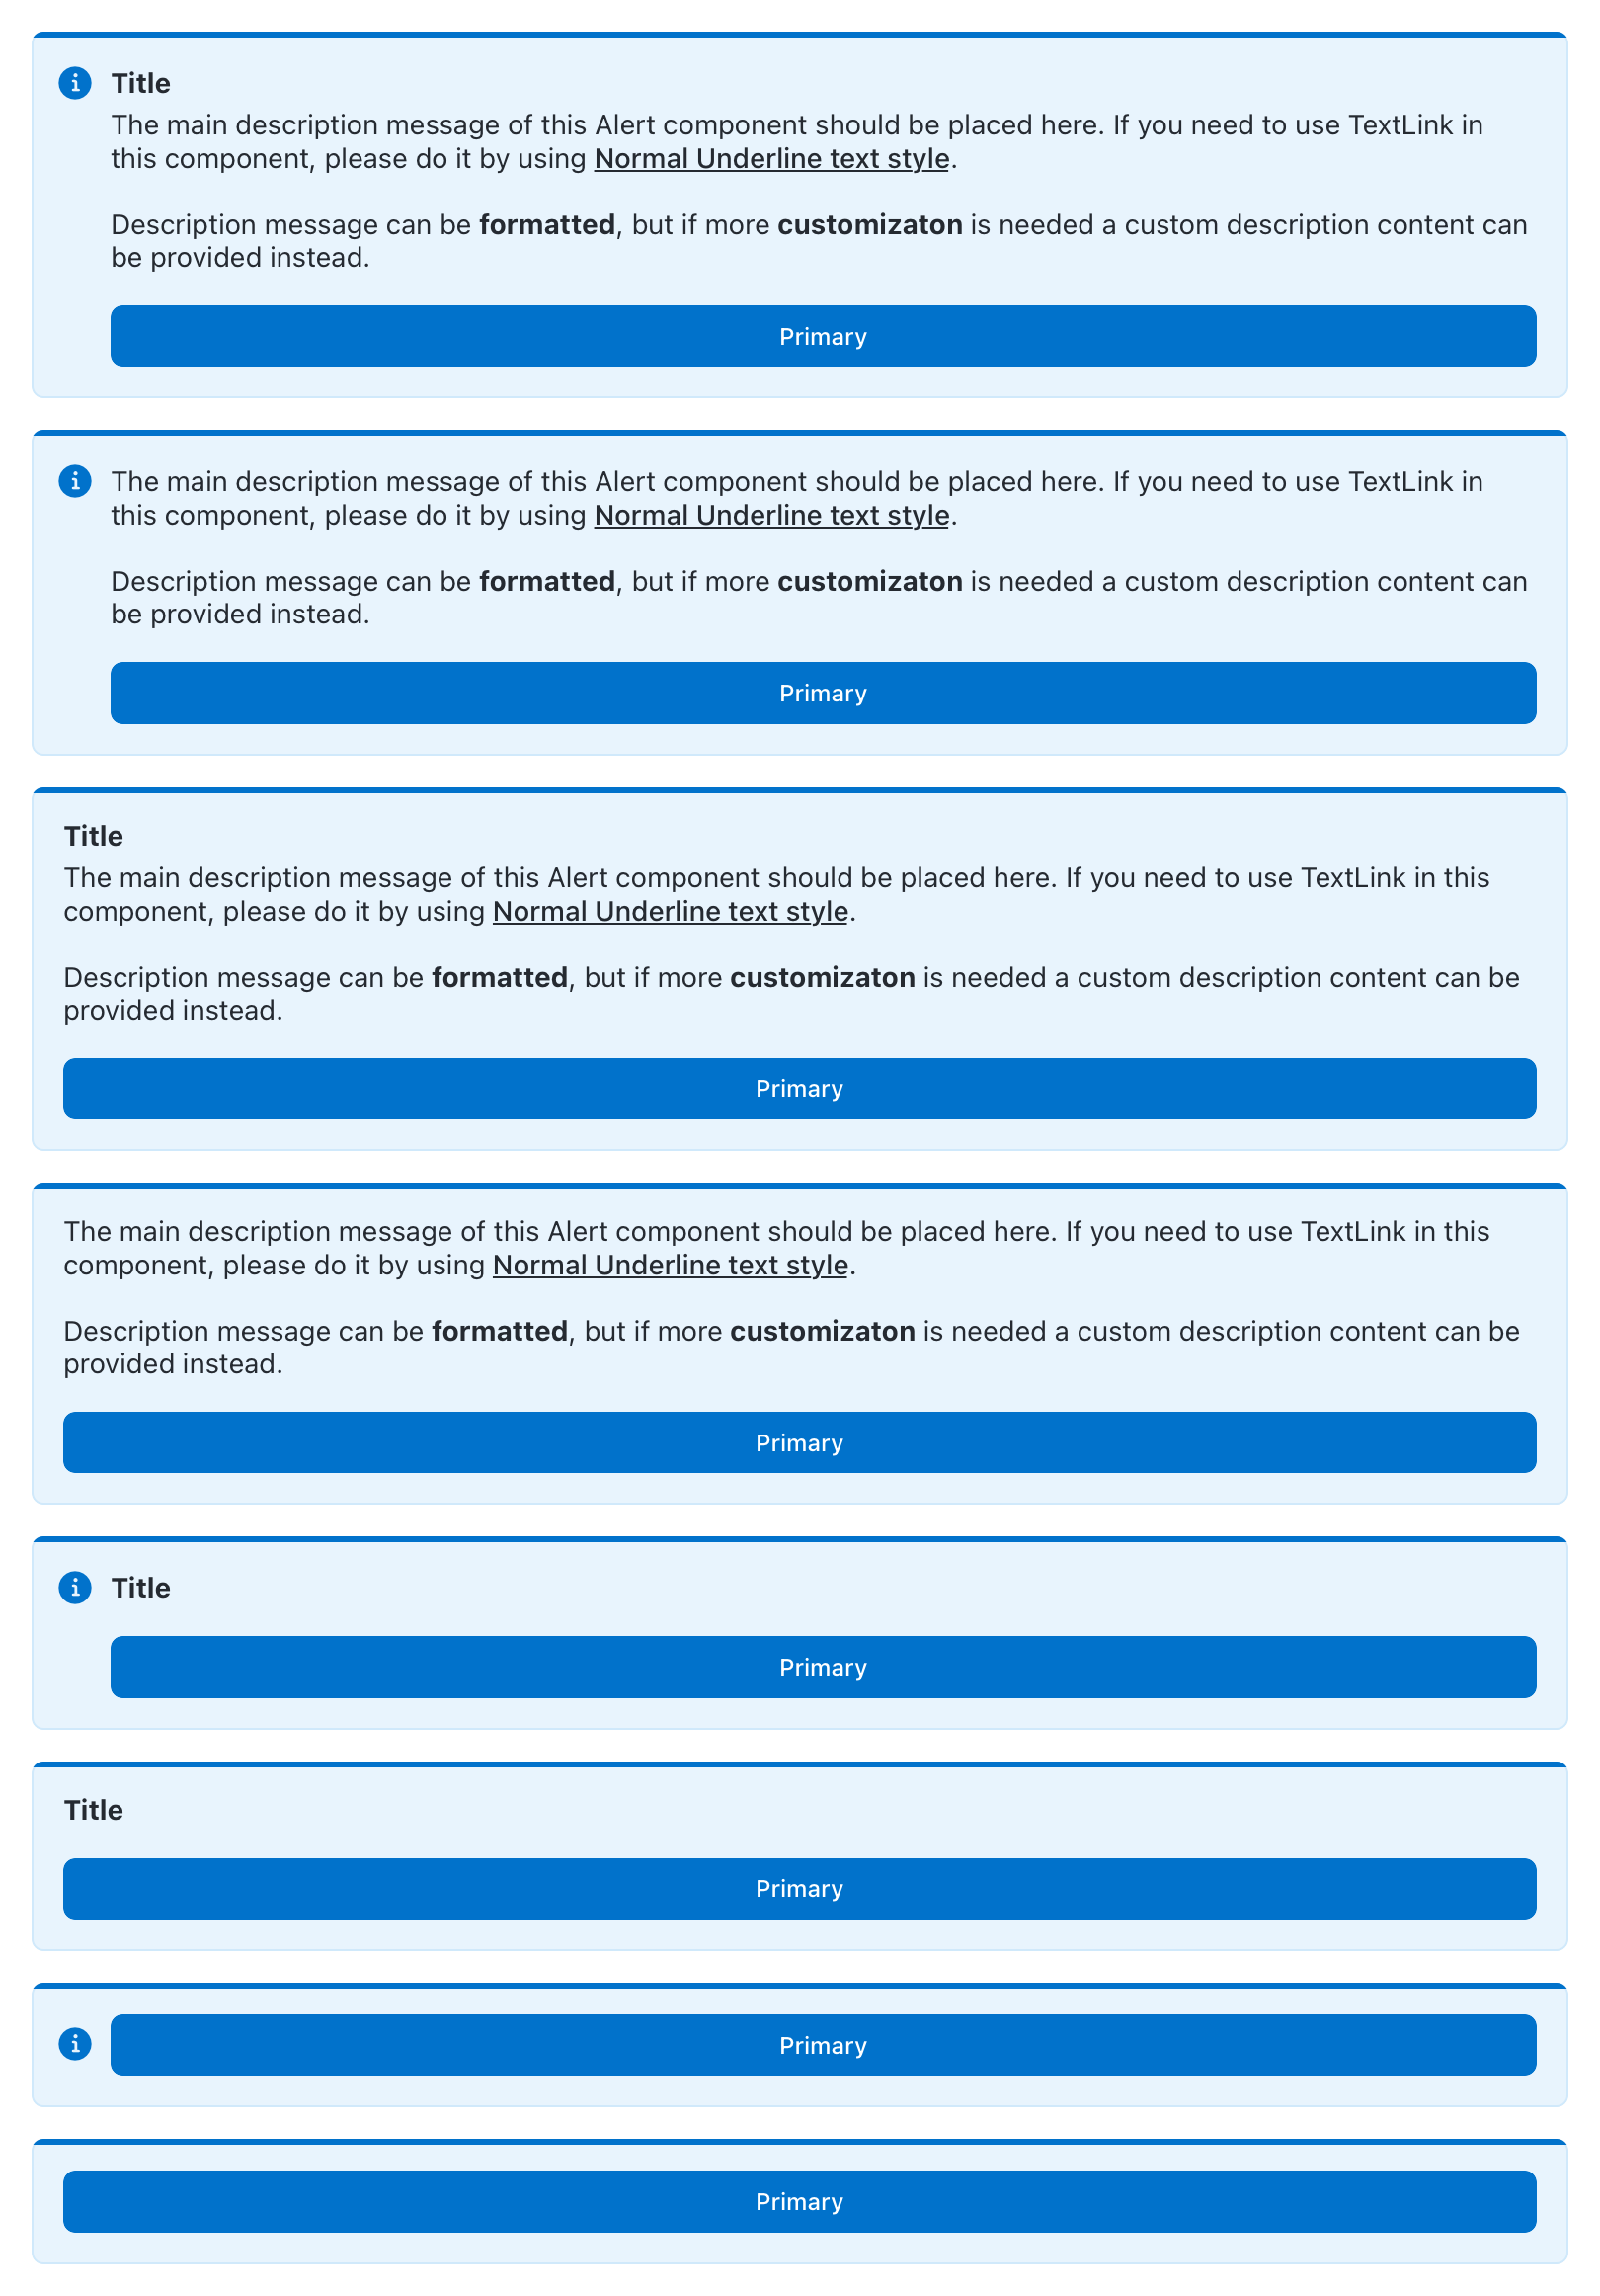 Title
The main description message of this Alert component should be placed here. If you need to use TextLink in
this component, please do it by using Normal Underline text style.
Description message can be formatted, but if more customizaton is needed a custom description content can
be provided instead.
Primary
The main description message of this Alert component should be placed here. If you need to use TextLink in
this component, please do it by using Normal Underline text style.
Description message can be formatted, but if more customizaton is needed a custom description content can
be provided instead.
Primary
Title
The main description message of this Alert component should be placed here. If you need to use TextLink in this
component, please do it by using Normal Underline text style.
Description message can be formatted, but if more customizaton is needed a custom description content can be
provided instead.
Primary
The main description message of this Alert component should be placed here. If you need to use TextLink in this
component, please do it by using Normal Underline text style.
Description message can be formatted, but if more customizaton is needed a custom description content can be
provided instead.
Primary
Title
Primary
Title
Primary
Primary
Primary